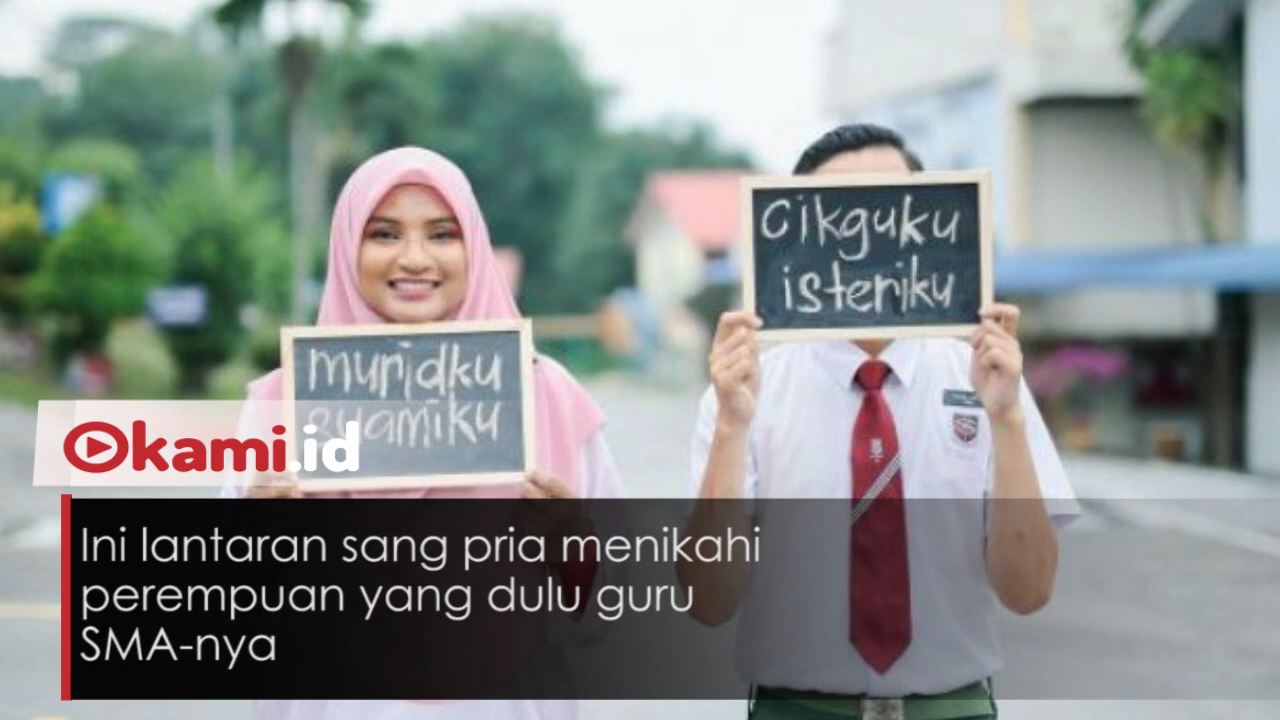 muridku
suamiku
Cikguku
isteriku
Okami.id
Ini lantaran sang pria menikahi
perempuan yang dulu guru
SMA-nya